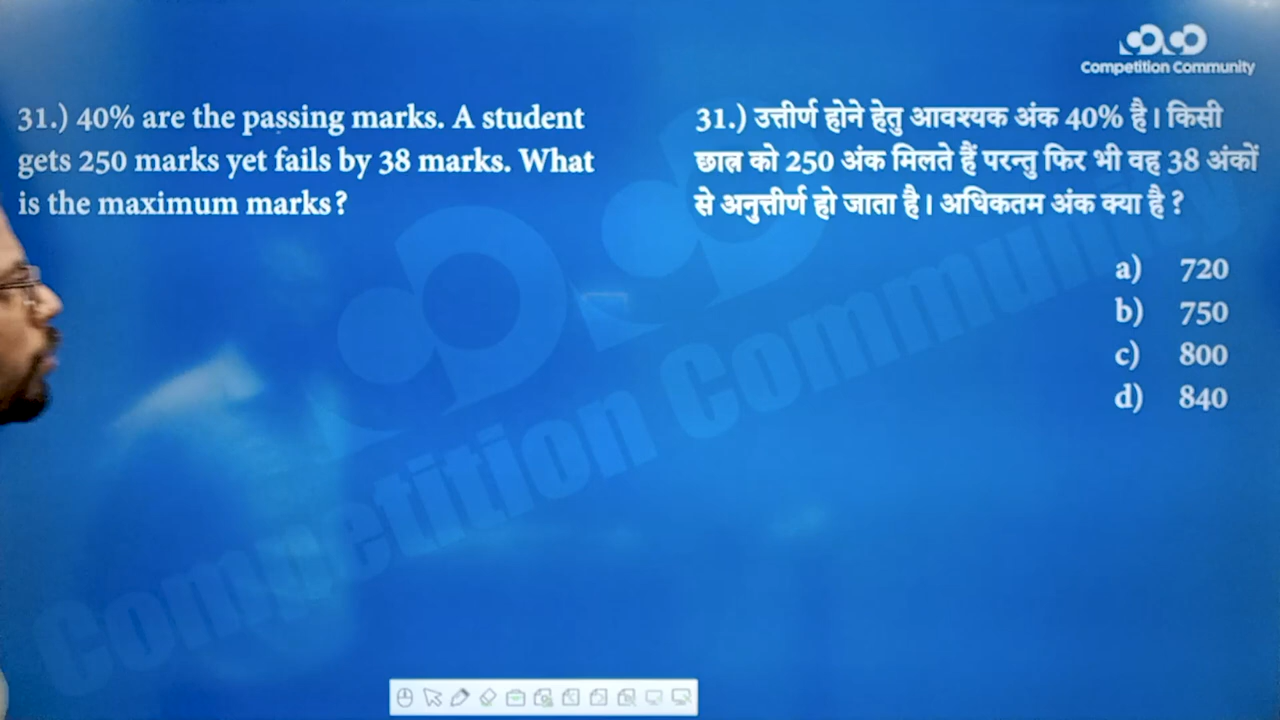 Competition Community
31.) 40% are the passing marks. A student
gets 250 marks yet fails by 38 marks. What
is the maximum marks?
31.) उत्तीर्ण होने हेतु आवश्यक अंक 40% है। किसी
छात्र को 250 अंक मिलते हैं परन्तु फिर भी वह 38 अंकों
से अनुत्तीर्ण हो जाता है। अधिकतम अंक क्या है ?
a) 720
b) 750
c) 800
d) 840
Competition Community